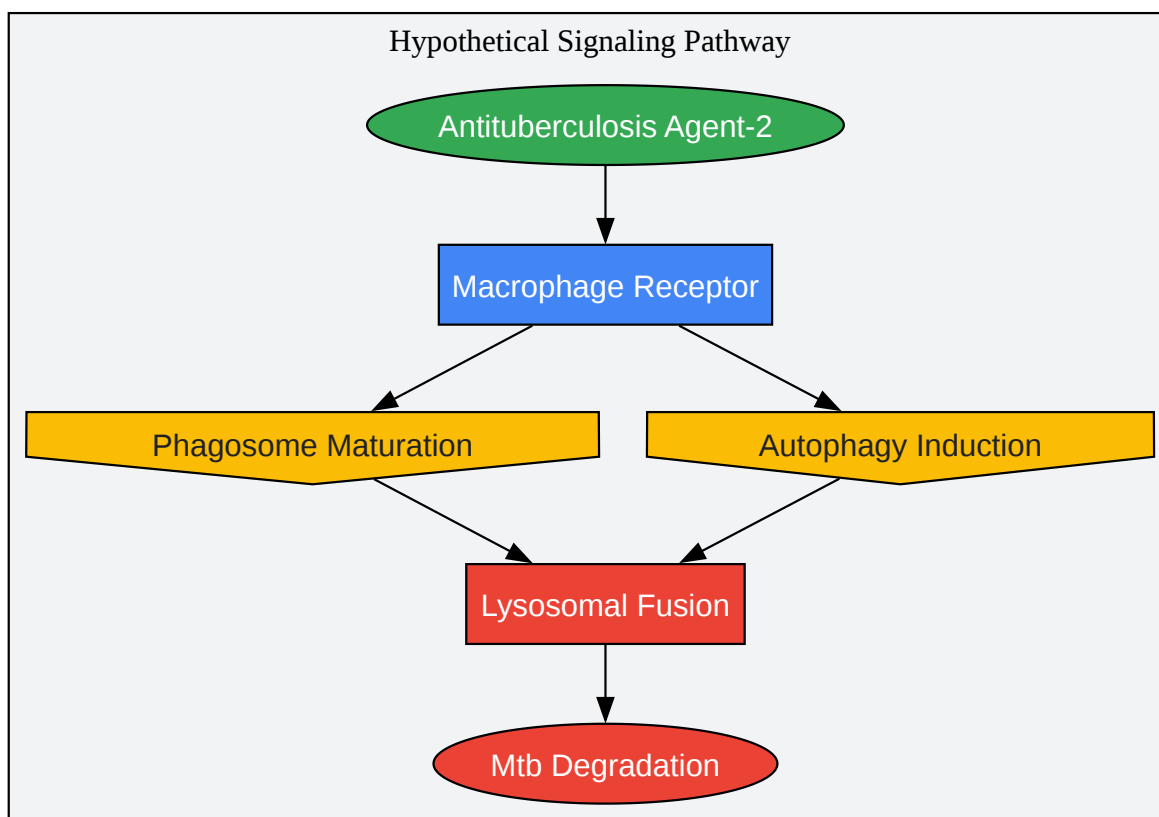 Hypothetical Signaling Pathway
Antituberculosis Agent-2
Macrophage Receptor
Phagosome Maturation
Autophagy Induction
Lysosomal Fusion
Mtb Degradation